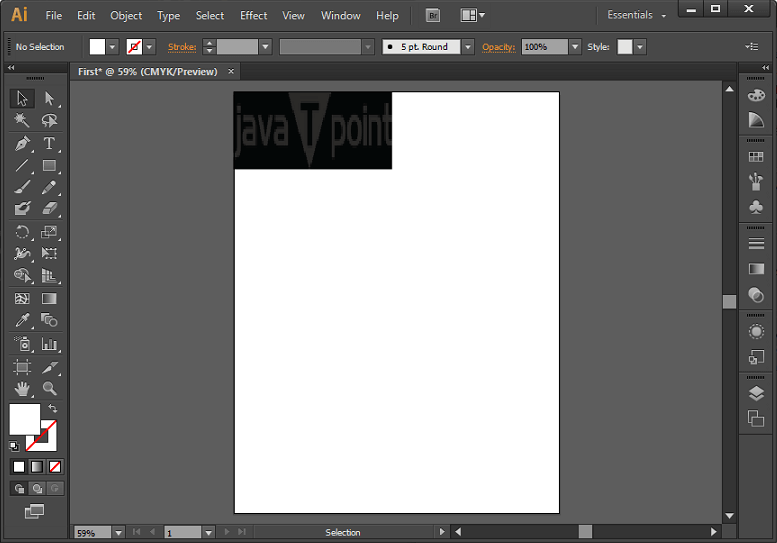 Ai File Edit Object Type Select Effect View Window Help Br Essentials
No Selection Stroke: 5 pt. Round Opacity: 100% Style:
First* @ 59% (CMYK/Preview) ×
java T point
T
59% 1 Selection